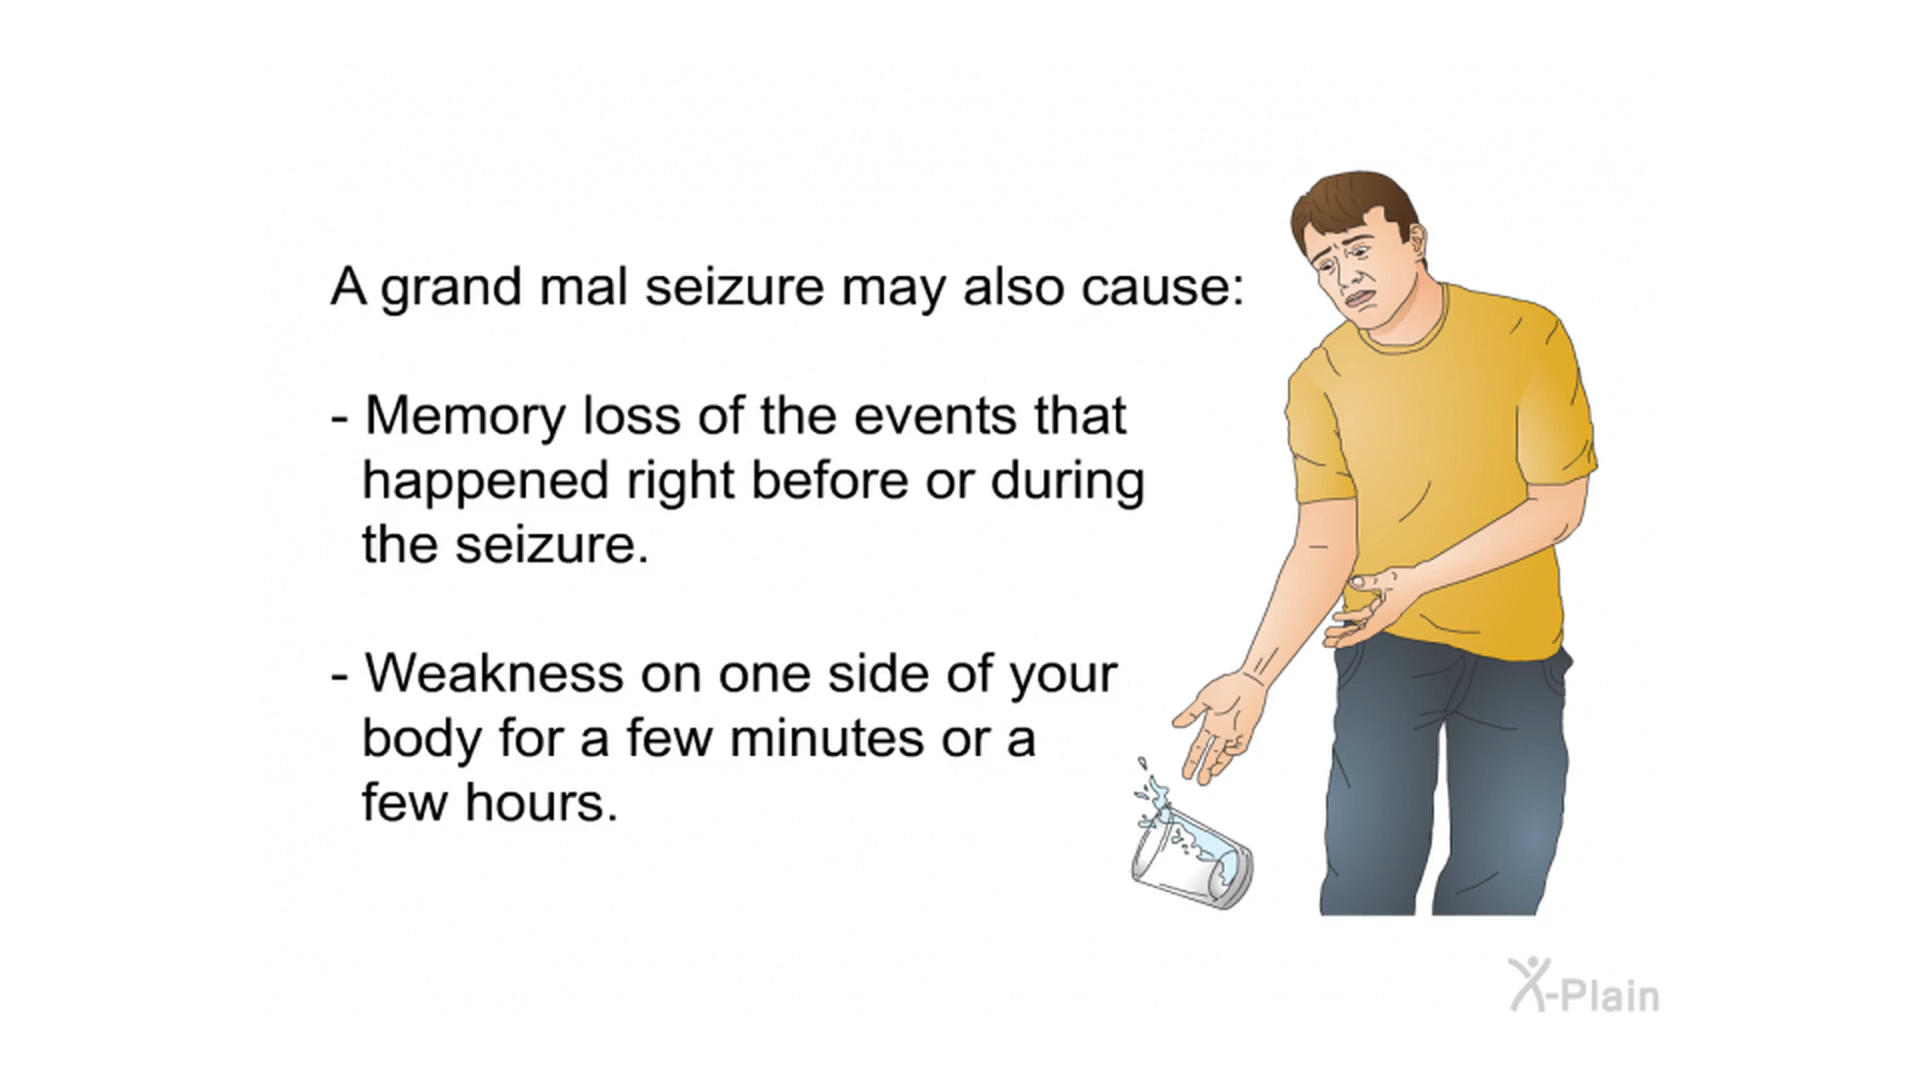 A grand mal seizure may also cause:
- Memory loss of the events that
happened right before or during
the seizure.
- Weakness on one side of your
body for a few minutes or a
few hours.
X-Plain